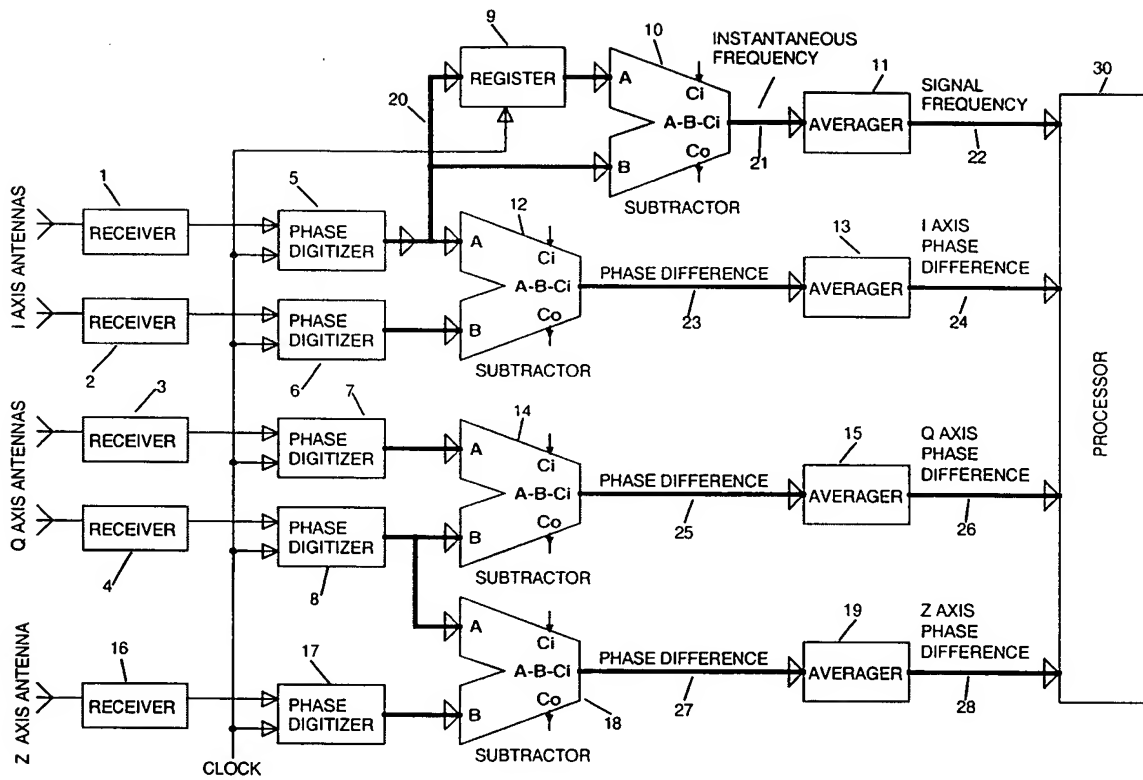 9
10
INSTANTANEOUS
FREQUENCY
11
30
REGISTER
A
Ci
SIGNAL
FREQUENCY
20
A-B-Ci
AVERAGER
21
22
Co
B
1
5
SUBTRACTOR
12
13
I AXIS
PHASE
DIFFERENCE
I AXIS ANTENNAS
RECEIVER
PHASE
DIGITIZER
A
Ci
A-B-Ci
PHASE DIFFERENCE
AVERAGER
23
24
Co
RECEIVER
PHASE
DIGITIZER
B
2
6
SUBTRACTOR
PROCESSOR
3
7
14
15
Q AXIS
PHASE
DIFFERENCE
Q AXIS ANTENNAS
RECEIVER
PHASE
DIGITIZER
A
Ci
A-B-Ci
PHASE DIFFERENCE
AVERAGER
25
26
Co
RECEIVER
PHASE
DIGITIZER
B
4
8
SUBTRACTOR
16
17
19
Z AXIS
PHASE
DIFFERENCE
Z AXIS ANTENNA
A
Ci
A-B-Ci
PHASE DIFFERENCE
AVERAGER
27
28
RECEIVER
PHASE
DIGITIZER
B
Co
18
SUBTRACTOR
CLOCK